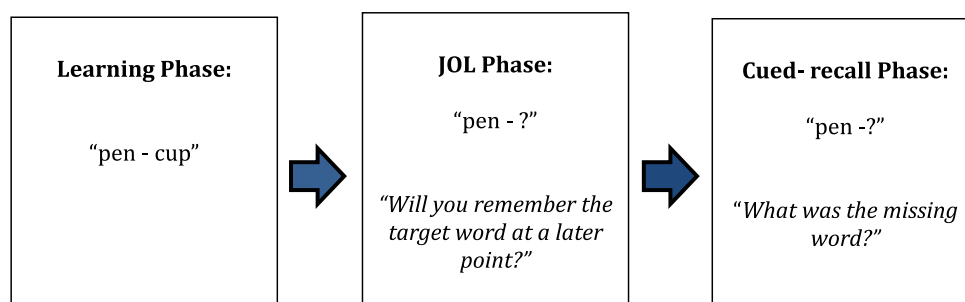 Learning Phase:
“pen - cup”
JOL Phase:
“pen - ?”
“Will you remember the
target word at a later
point?”
Cued- recall Phase:
“pen -?”
“What was the missing
word?”